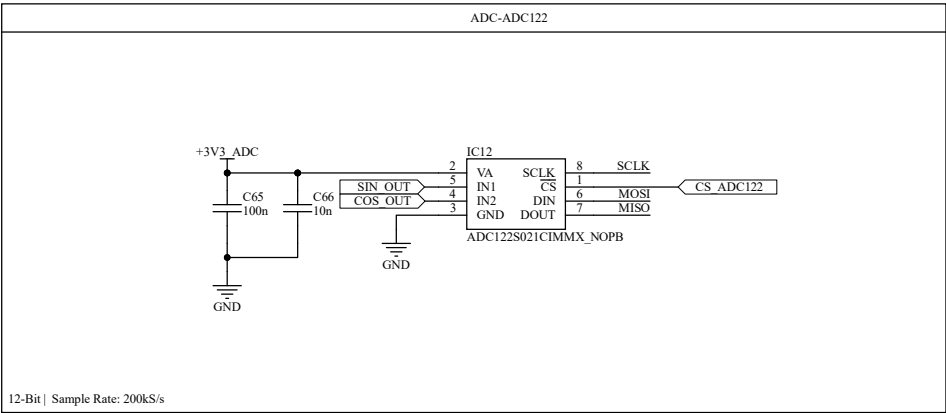 ADC-ADC122
+3V3_ADC
IC12
2 VA SCLK 8 SCLK
SIN_OUT 5 IN1 CS 1 CS_ADC122
COS_OUT 4 IN2 DIN 6 MOSI
3 GND DOUT 7 MISO
ADC122S021CIMMX_NOPB
C65
100n
C66
10n
GND
GND
12-Bit | Sample Rate: 200kS/s